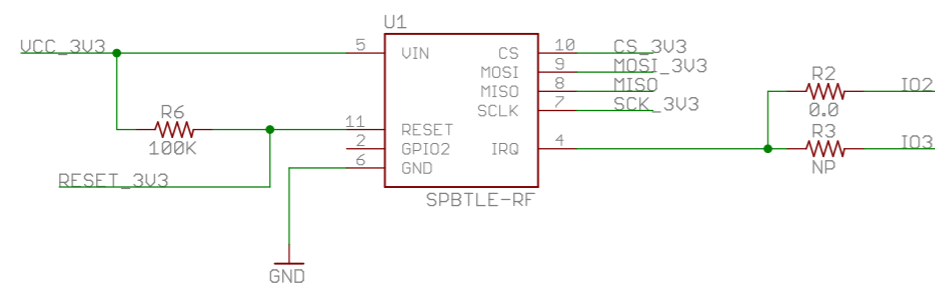 U1
VCC_3V3
5
VIN
CS
10
CS_3V3
MOSI
9
MOSI_3V3
MISO
8
MISO
SCLK
7
SCK_3V3
R2
0.0
IO2
R6
100K
11
RESET
2
GPIO2
IRQ
4
R3
NP
IO3
6
GND
RESET_3V3
SPBTLE-RF
GND